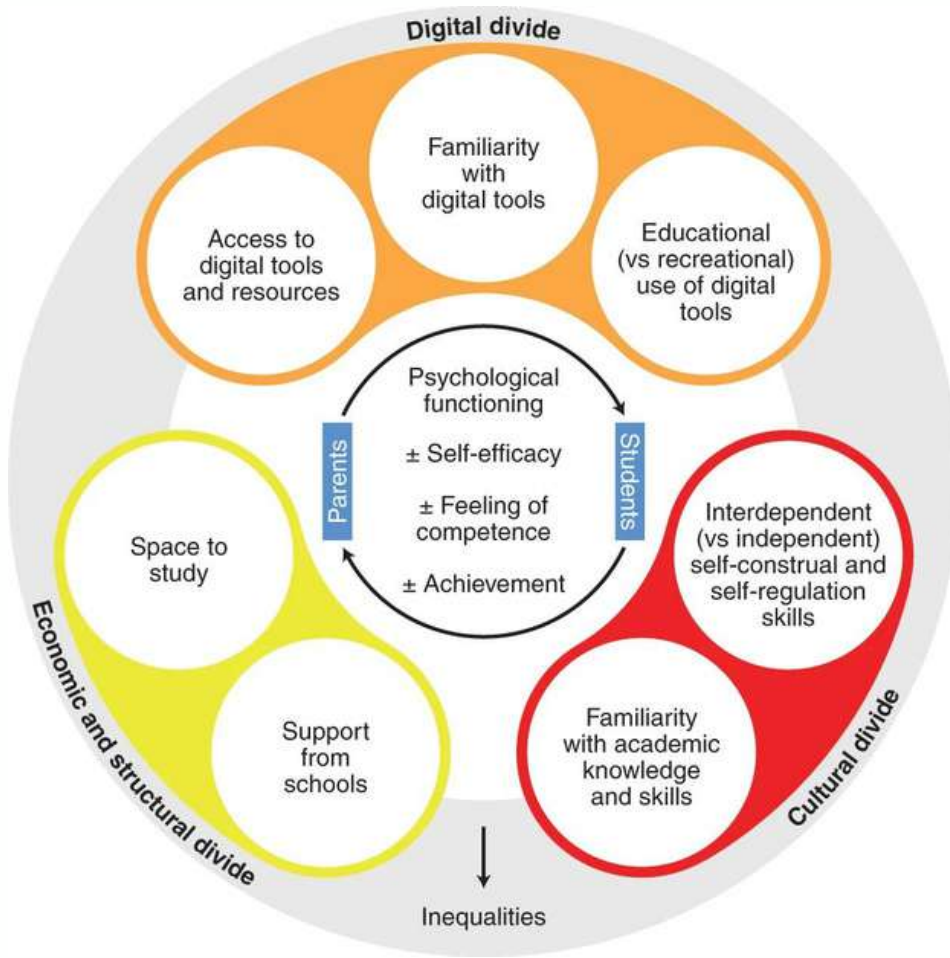 Digital divide
Familiarity
with
digital tools
Access to
digital tools
and resources
Educational
(vs recreational)
use of digital
tools
Psychological
functioning
± Self-efficacy
± Feeling of
competence
± Achievement
Parents
Students
Space to
study
Support
from
schools
Economic and structural divide
Interdependent
(vs independent)
self-construal and
self-regulation
skills
Familiarity
with academic
knowledge
and skills
Cultural divide
Inequalities